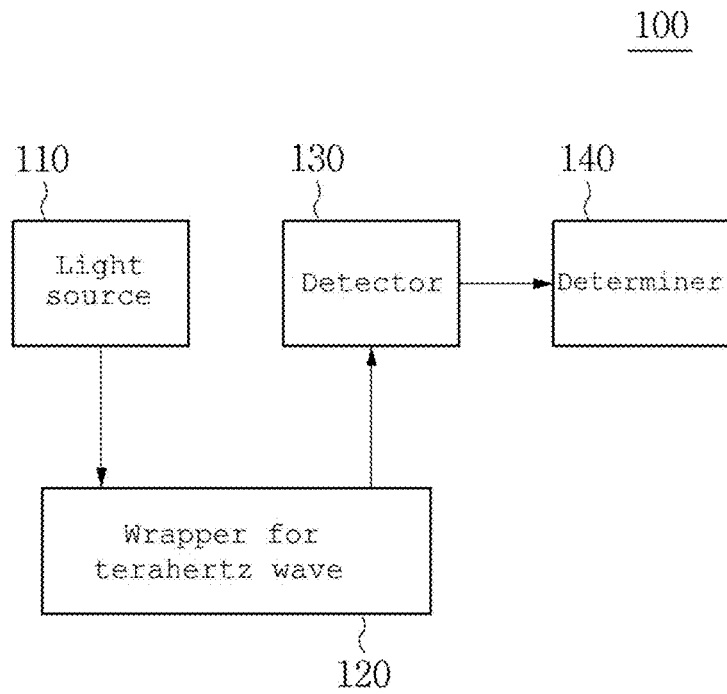 100
110
130
140
Light
source
Detector
Determiner
Wrapper for
terahertz wave
120